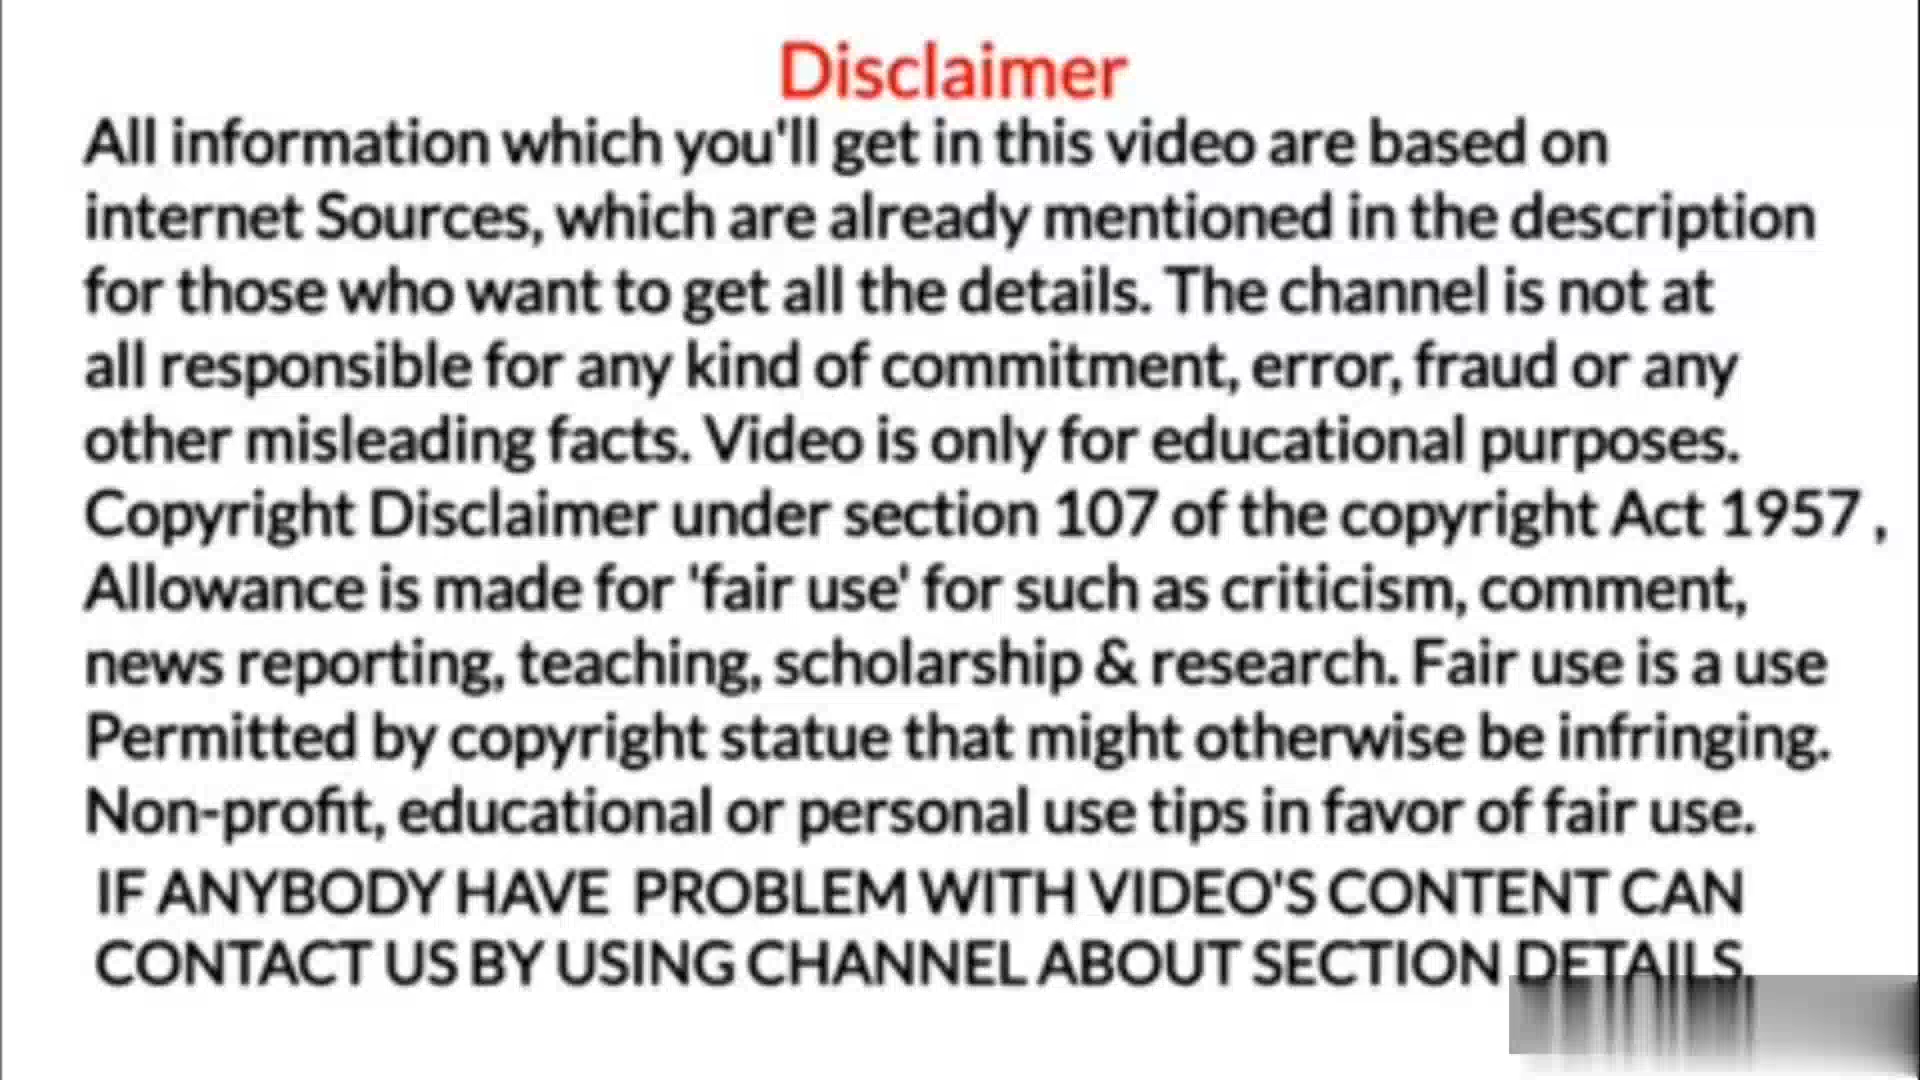 Disclaimer
All information which you'll get in this video are based on
internet Sources, which are already mentioned in the description
for those who want to get all the details. The channel is not at
all responsible for any kind of commitment, error, fraud or any
other misleading facts. Video is only for educational purposes.
Copyright Disclaimer under section 107 of the copyright Act 1957 ,
Allowance is made for 'fair use' for such as criticism, comment,
news reporting, teaching, scholarship & research. Fair use is a use
Permitted by copyright statue that might otherwise be infringing.
Non-profit, educational or personal use tips in favor of fair use.
IF ANYBODY HAVE PROBLEM WITH VIDEO'S CONTENT CAN
CONTACT US BY USING CHANNEL ABOUT SECTION DETAILS.